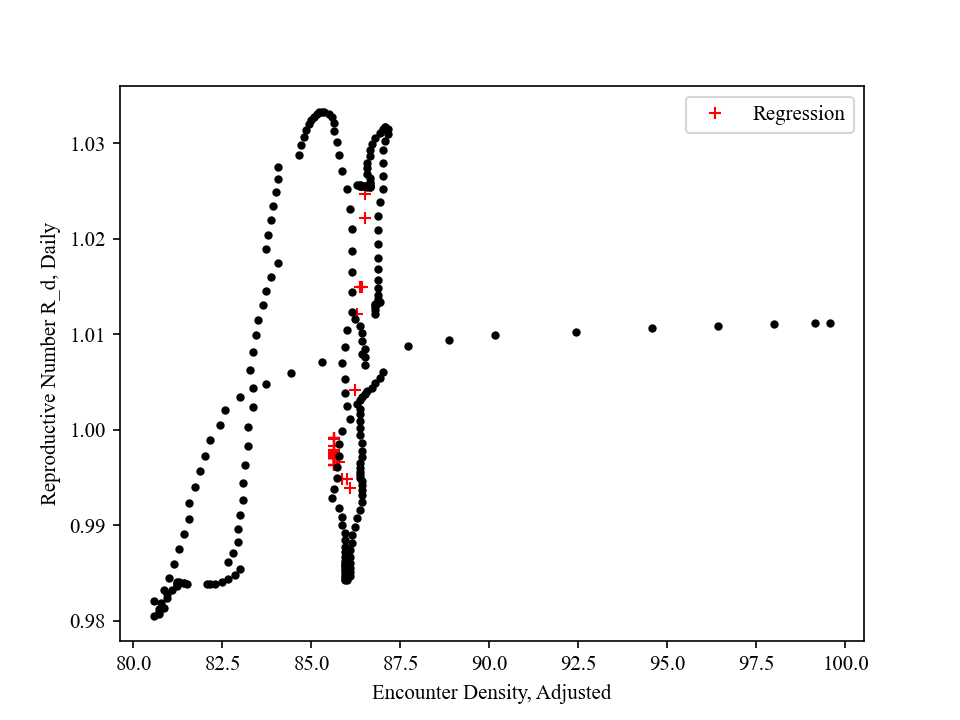 Regression
1.03
1.02
1.01
1.00
0.99
0.98
Reproductive Number R_d, Daily
80.0 82.5 85.0 87.5 90.0 92.5 95.0 97.5 100.0
Encounter Density, Adjusted